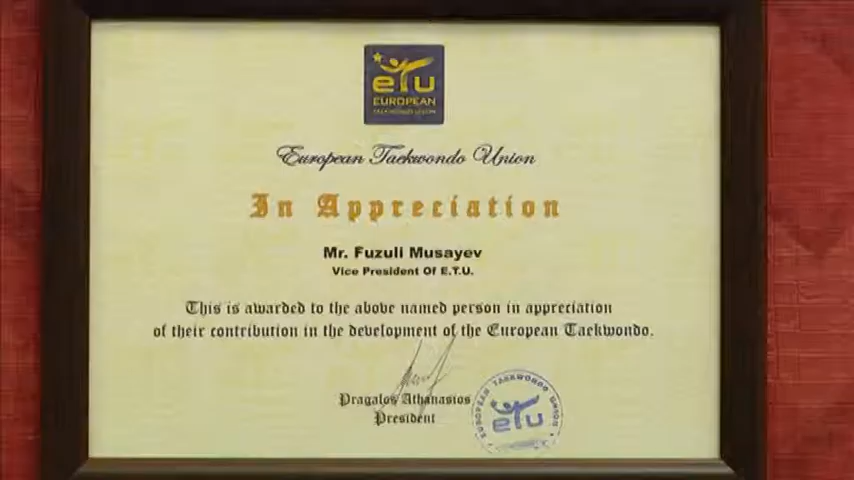 eTU
EUROPEAN
TAEKWONDO UNION
European Taekwondo Union
In Appreciation
Mr. Fuzuli Musayev
Vice President Of E.T.U.
This is awarded to the above named person in appreciation
of their contribution in the development of the European Taekwondo.
Pragalos Athanasios
President
EUROPEAN TAEKWONDO UNION
eTU